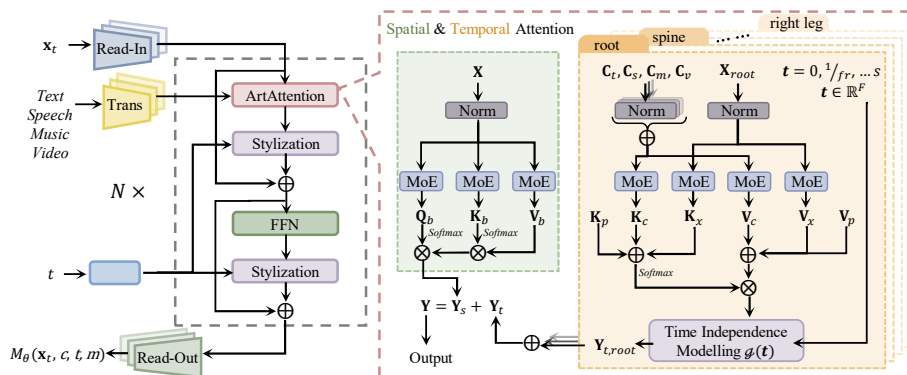 x_t
Read-In
Text
Speech
Music
Video
Trans
ArtAttention
Stylization
N ×
FFN
t
Stylization
M_θ(x_t, c, t, m)
Read-Out
Spatial & Temporal Attention
X
Norm
MoE MoE MoE
Q_b K_b V_b
Softmax Softmax
Y = Y_s + Y_t
Output
root
spine
right leg
C_t, C_s, C_m, C_v
X_root
t = 0, 1/fr, ... s
t ∈ ℝ^F
Norm Norm
MoE MoE MoE MoE
K_p K_c K_x V_c V_x V_p
Softmax
Y_t,root
Time Independence
Modelling 𝓰(t)